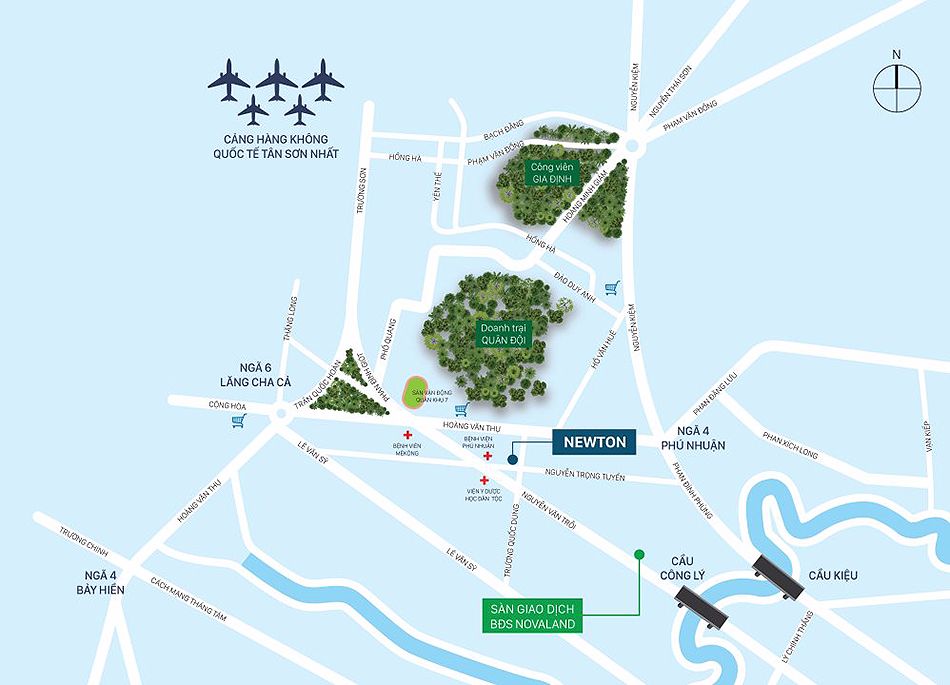 N
NGUYỄN KIỆM
NGUYỄN THÁI SƠN
PHẠM VĂN ĐỒNG
CẢNG HÀNG KHÔNG
QUỐC TẾ TÂN SƠN NHẤT
BẠCH ĐẰNG
PHẠM VĂN ĐỒNG
HỒNG HÀ
YÊN THẾ
TRƯỜNG SƠN
Công viên
GIA ĐỊNH
HOÀNG MINH GIÁM
HỒNG HÀ
ĐÀO DUY ANH
THĂNG LONG
PHỔ QUANG
Doanh trại
QUÂN ĐỘI
HỒ VĂN HUÊ
NGUYỄN KIỆM
NGÃ 6
LĂNG CHA CẢ
TRẦN QUỐC HOÀN
PHAN ĐÌNH GIÓT
SÂN VẬN ĐỘNG
QUÂN KHU 7
CỘNG HÒA
HOÀNG VĂN THỤ
PHAN ĐĂNG LƯU
NGÃ 4
PHÚ NHUẬN
PHAN XÍCH LONG
VẠN KIẾP
BỆNH VIỆN
MÊKÔNG
BỆNH VIỆN
PHÚ NHUẬN
NEWTON
LÊ VĂN SỸ
NGUYỄN TRỌNG TUYỂN
PHAN ĐÌNH PHÙNG
VIỆN Y DƯỢC
HỌC DÂN TỘC
HOÀNG VĂN THỤ
NGUYỄN VĂN TRỖI
TRƯƠNG QUỐC DUNG
TRƯỜNG CHINH
LÊ VĂN SỸ
NGÃ 4
BẢY HIỀN
CÁCH MẠNG THÁNG TÁM
CẦU
CÔNG LÝ
CẦU KIỆU
SÀN GIAO DỊCH
BĐS NOVALAND
LÝ CHÍNH THẮNG